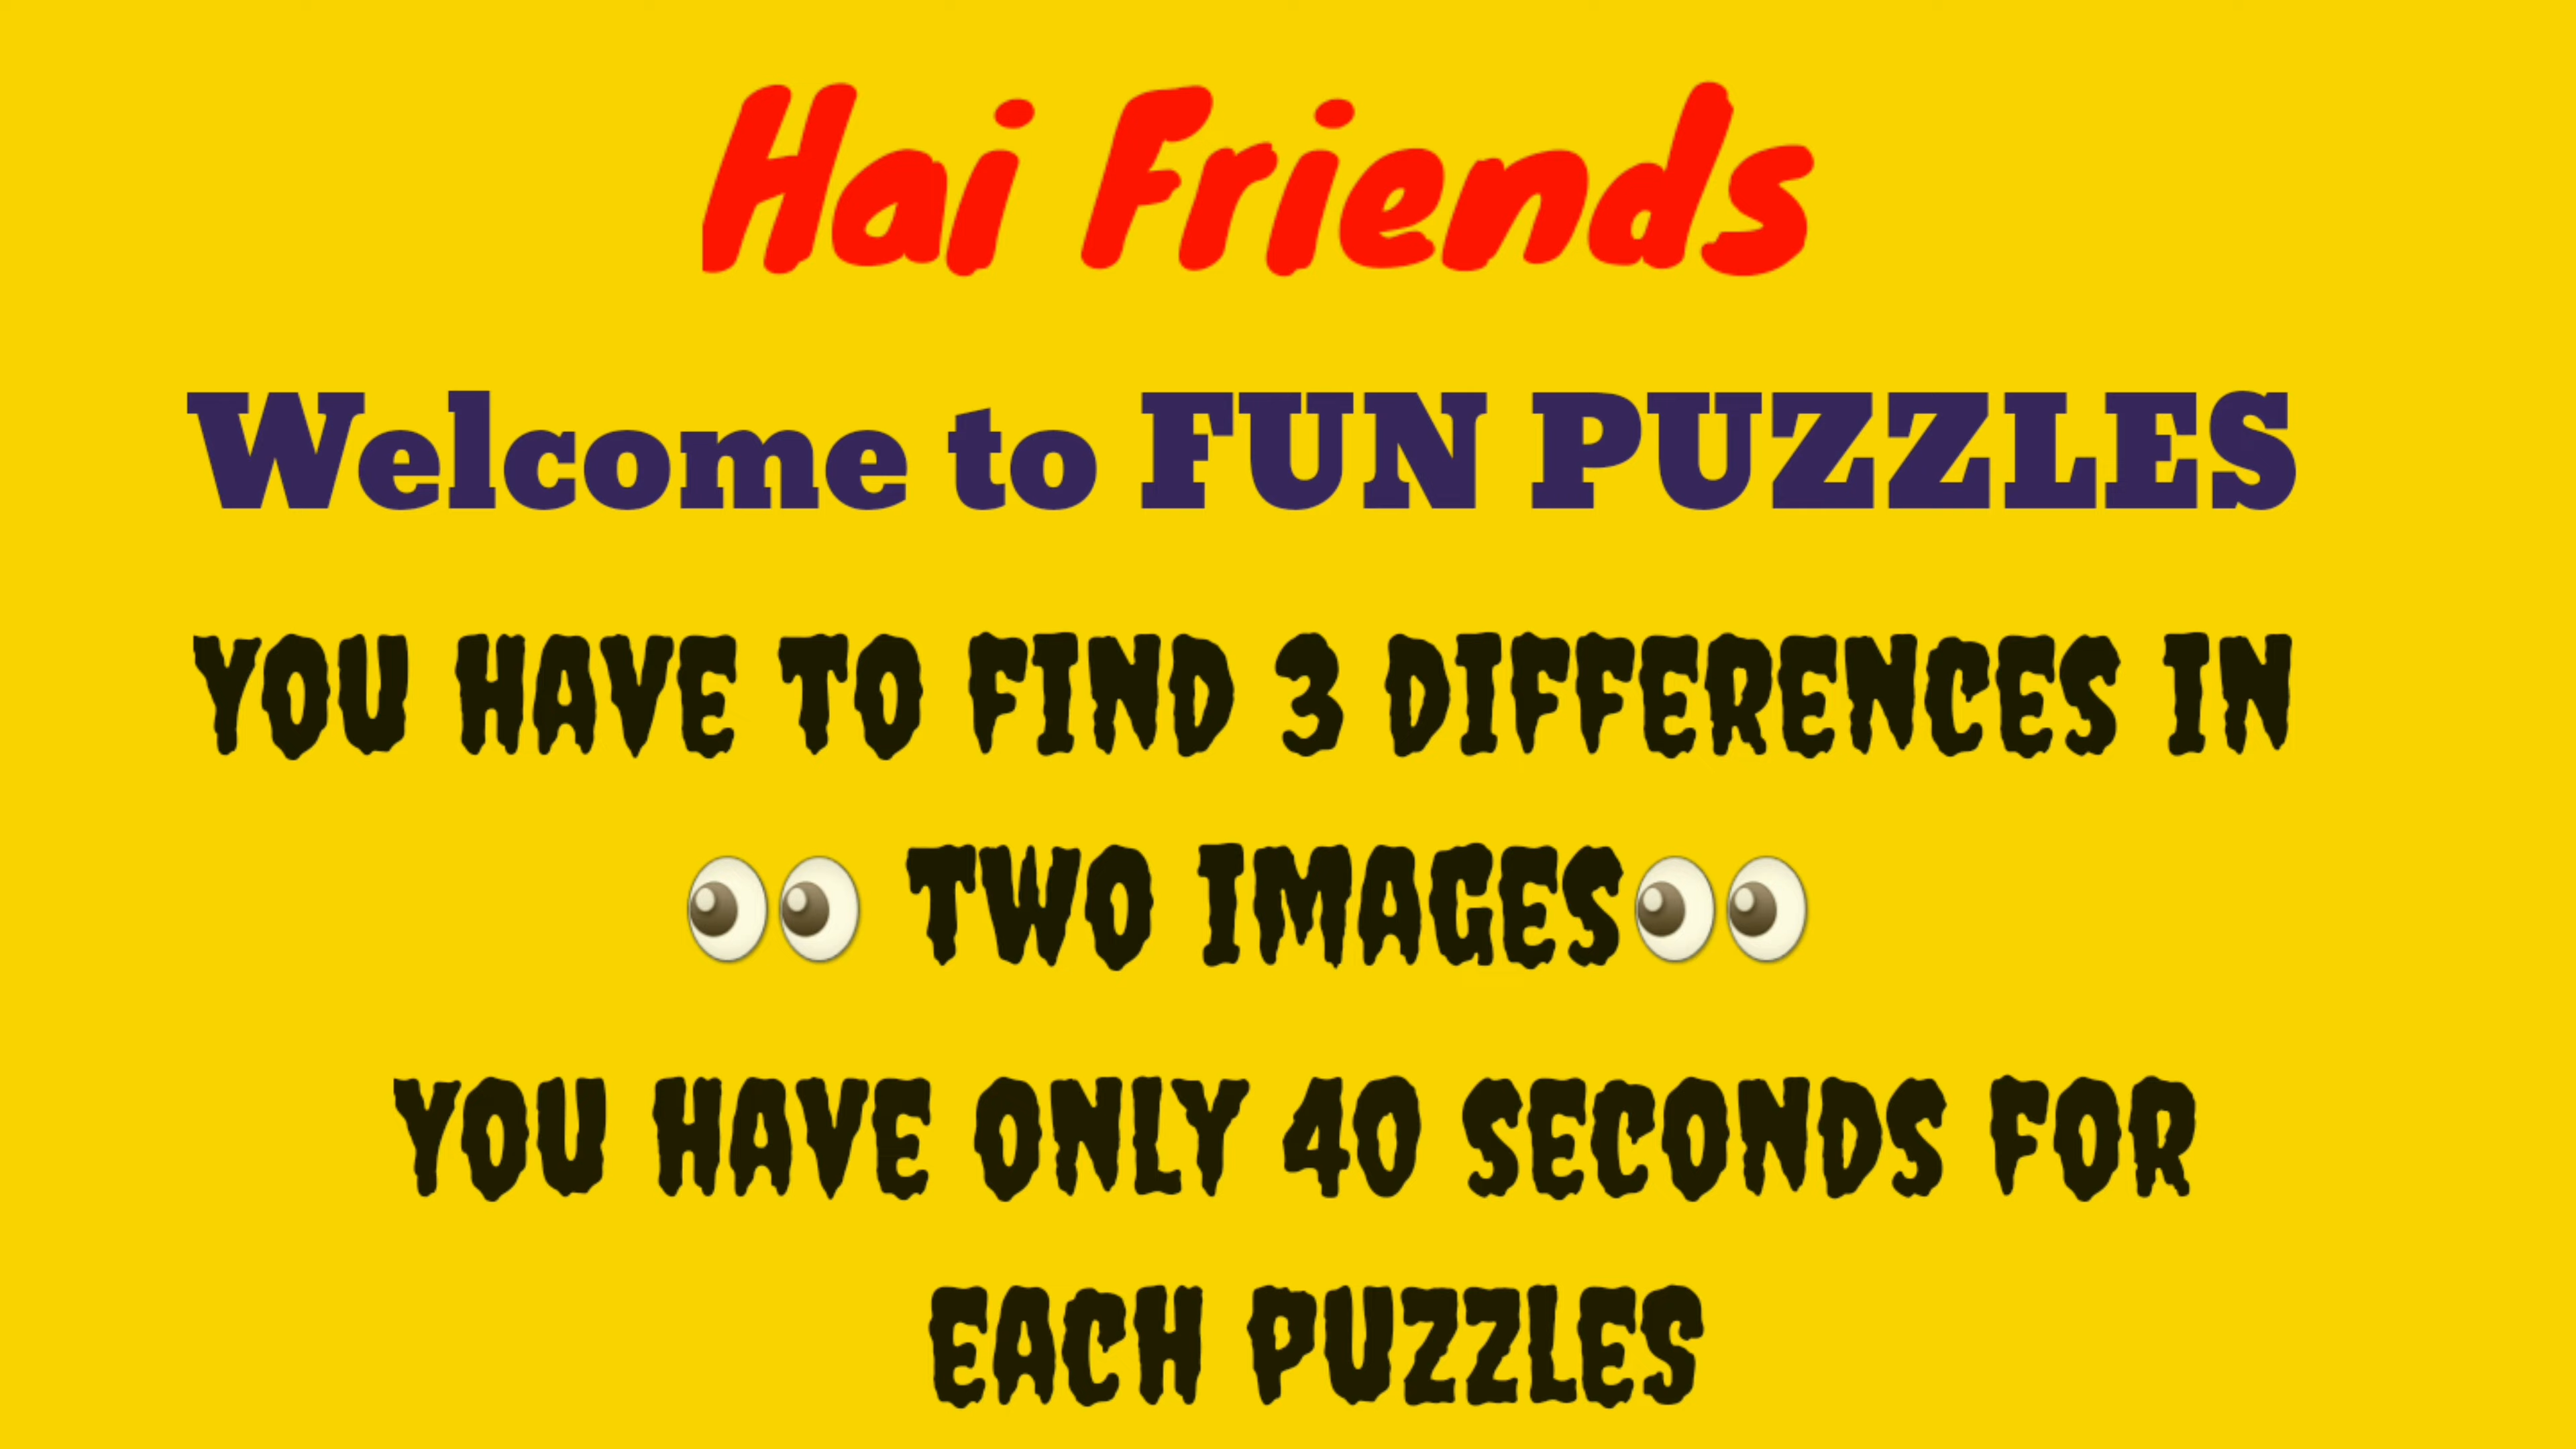 Hai Friends
Welcome to FUN PUZZLES
YOU HAVE TO FIND 3 DIFFERENCES IN
👀 TWO IMAGES👀
YOU HAVE ONLY 40 SECONDS FOR
EACH PUZZLES